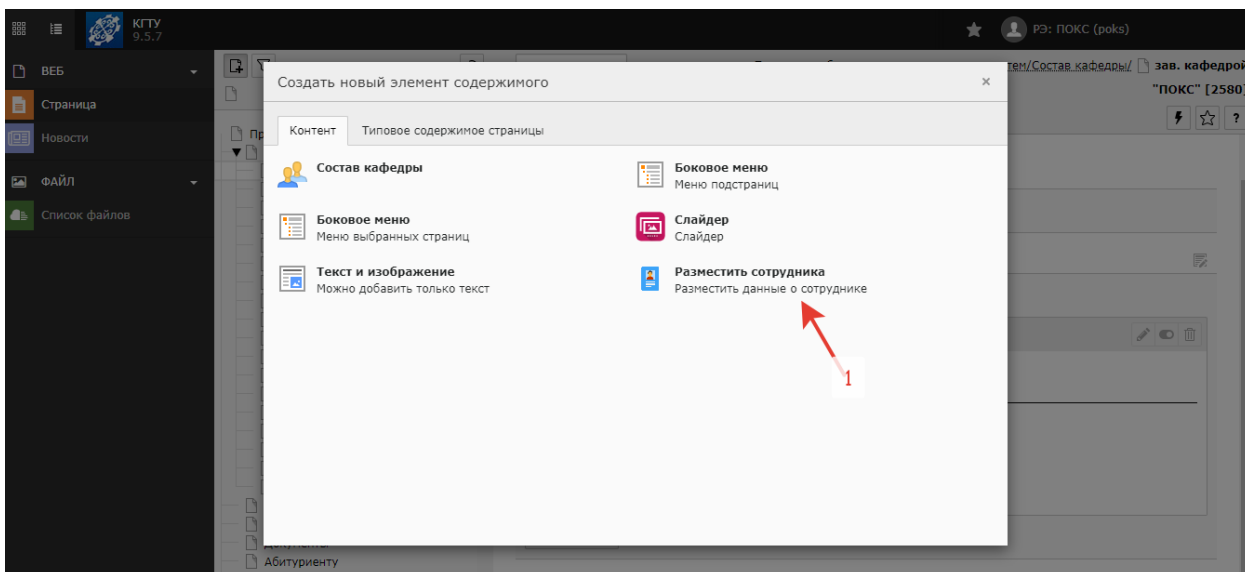 КГТУ
9.5.7
РЭ: ПОКС (poks)
ВЕБ
Страница
Новости
ФАЙЛ
Список файлов
тем/Состав кафедры/ зав. кафедрой
"ПОКС" [2580]
?
Создать новый элемент содержимого
×
Контент Типовое содержимое страницы
Состав кафедры
Боковое меню
Меню подстраниц
Боковое меню
Меню выбранных страниц
Слайдер
Слайдер
Текст и изображение
Можно добавить только текст
Разместить сотрудника
Разместить данные о сотруднике
1
Абитуриенту